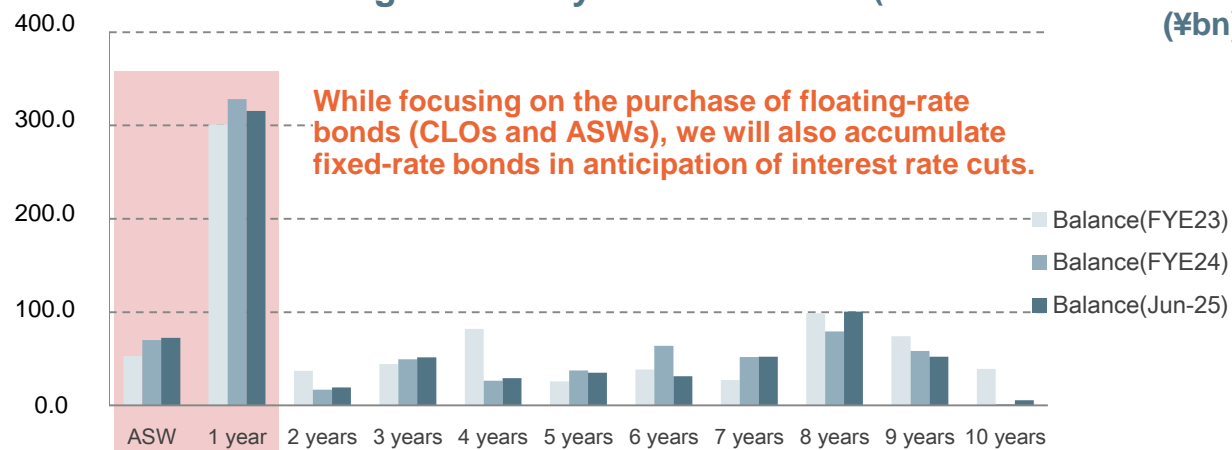 400.0
(¥bn)
While focusing on the purchase of floating-rate
bonds (CLOs and ASWs), we will also accumulate
fixed-rate bonds in anticipation of interest rate cuts.
300.0
200.0
100.0
0.0
Balance(FYE23)
Balance(FYE24)
Balance(Jun-25)
ASW 1 year 2 years 3 years 4 years 5 years 6 years 7 years 8 years 9 years 10 years